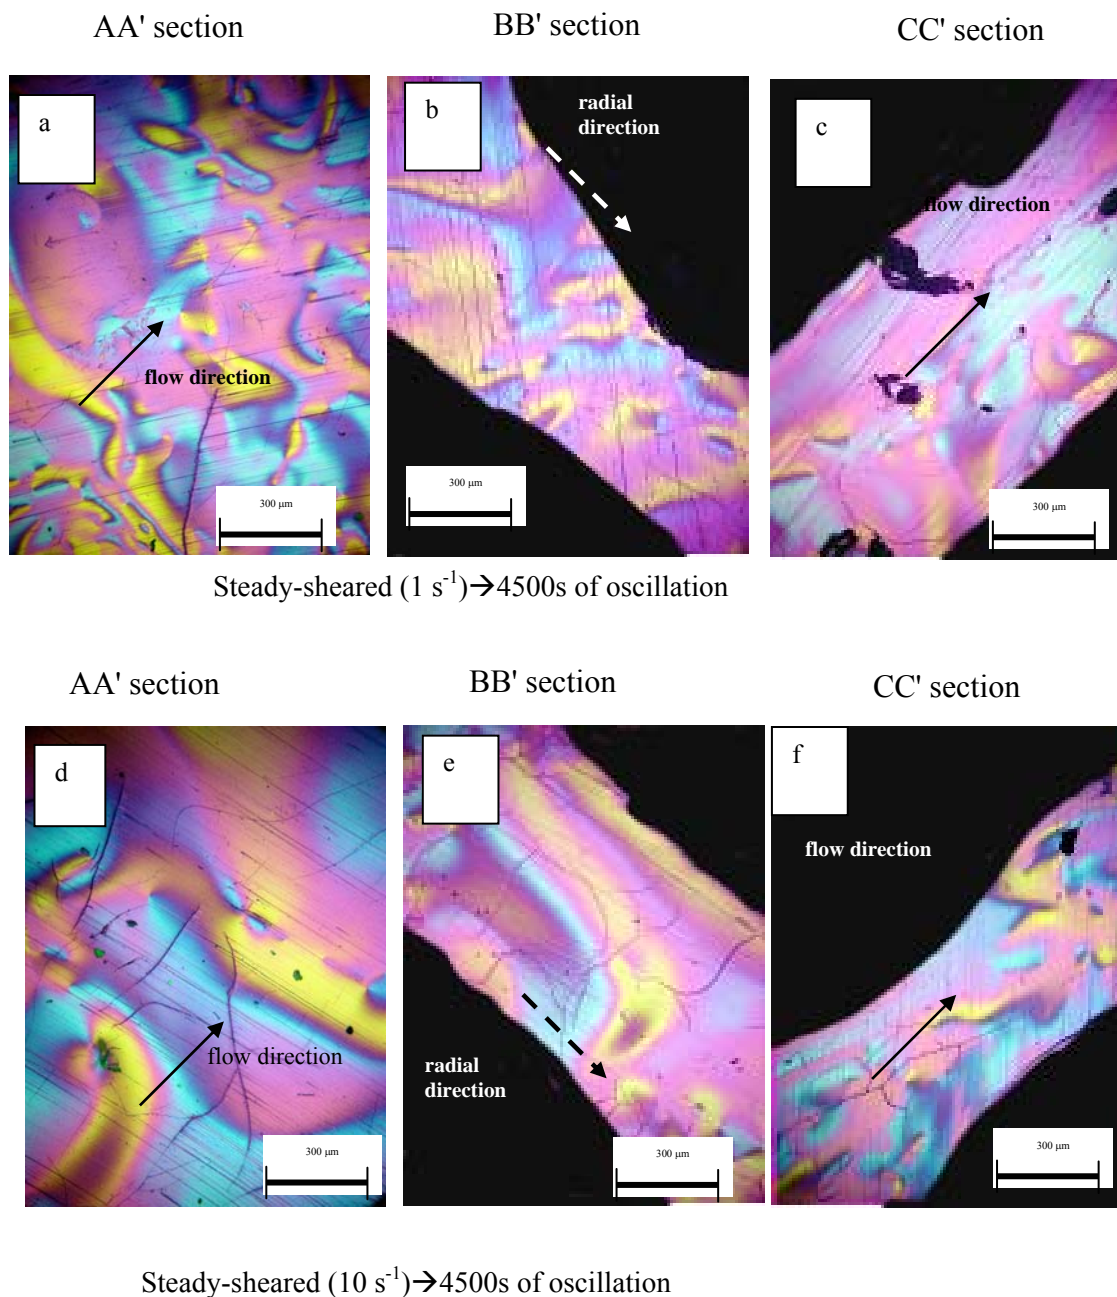 AA' section
BB' section
CC' section
a
b
c
radial
direction
flow direction
flow direction
300 μm
300 μm
300 μm
Steady-sheared (1 s⁻¹)→4500s of oscillation
AA' section
BB' section
CC' section
d
e
f
flow direction
flow direction
radial
direction
300 μm
300 μm
300 μm
Steady-sheared (10 s⁻¹)→4500s of oscillation